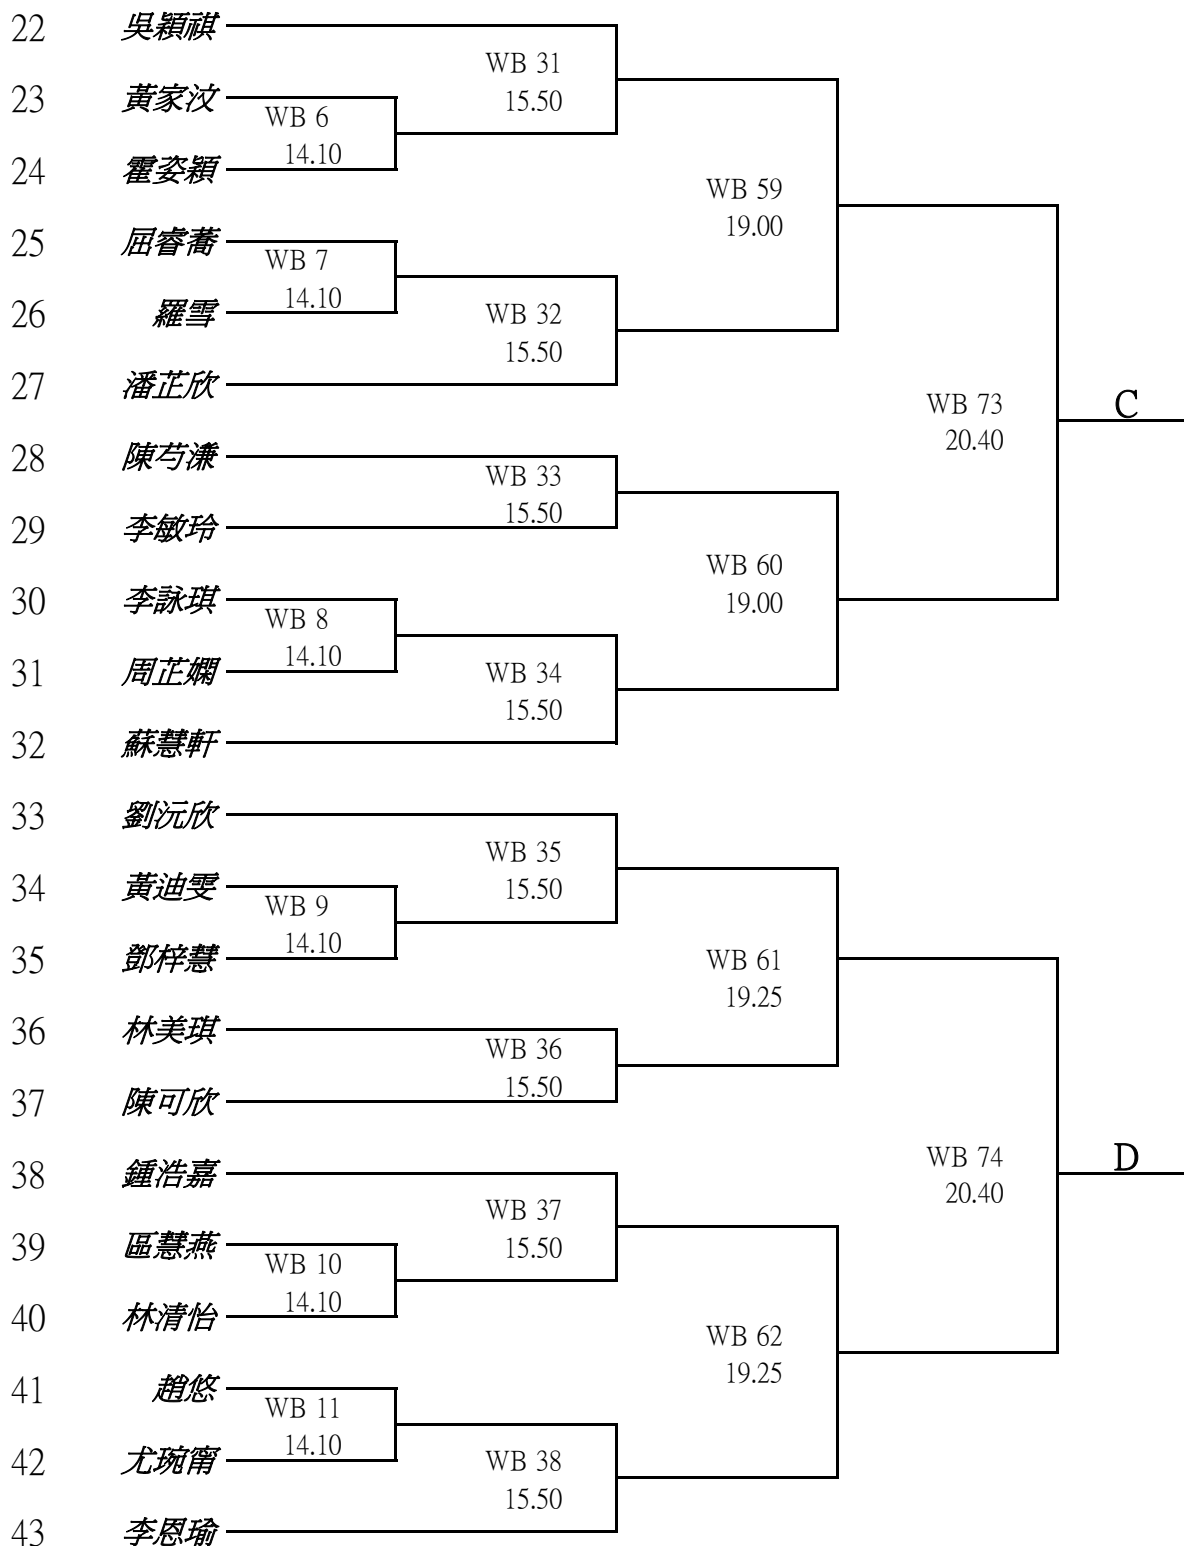 22 吳穎祺
WB 31
23 黃家汶 15.50
WB 6
14.10
24 霍姿穎
WB 59
19.00
25 屈睿蕎
WB 7
14.10
26 羅雪
WB 32
15.50
27 潘芷欣
WB 73 C
20.40
28 陳芍濂
WB 33
15.50
29 李敏玲
WB 60
30 李詠琪 19.00
WB 8
14.10
31 周芷嫻 WB 34
15.50
32 蘇慧軒
33 劉沅欣
WB 35
34 黃迪雯 15.50
WB 9
14.10
35 鄧梓慧 WB 61
19.25
36 林美琪
WB 36
15.50
37 陳可欣
WB 74 D
38 鍾浩嘉 20.40
WB 37
39 區慧燕 15.50
WB 10
14.10
40 林清怡
WB 62
19.25
41 趙悠
WB 11
14.10
42 尤琬甯 WB 38
15.50
43 李恩瑜